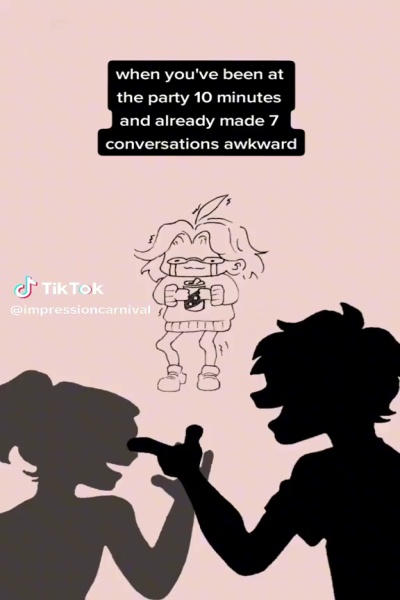 when you've been at
the party 10 minutes
and already made 7
conversations awkward
TikTok
@impressioncarnival